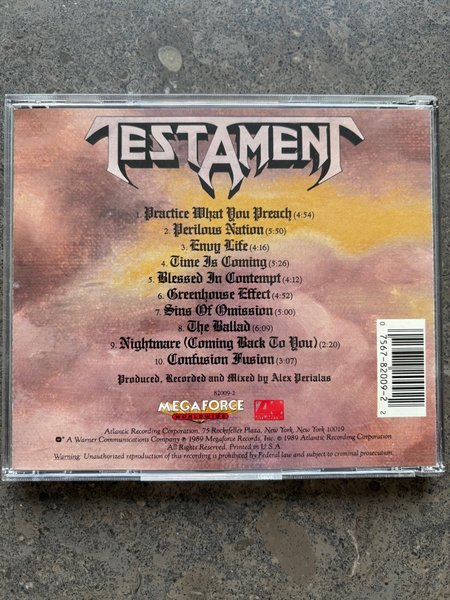 TESTAMENT
1. Practice What You Preach (4:54)
2. Perilous Nation (5:50)
3. Envy Life (4:16)
4. Time Is Coming (5:26)
5. Blessed In Contempt (4:12)
6. Greenhouse Effect (4:52)
7. Sins Of Omission (5:00)
8. The Ballad (6:09)
9. Nightmare (Coming Back To You) (2:20)
10. Confusion Fusion (3:07)
Produced, Recorded and Mixed by Alex Perialas
82009-2
MEGAFORCE
WORLDWIDE
Atlantic Recording Corporation, 75 Rockfeller Plaza, New York, New York 10019
A Warner Communications Company ℗ 1989 Megaforce Records, Inc. © 1989 Atlantic Recording Corporation
All Rights Reserved. Printed in U.S.A.
Warning: Unauthorized reproduction of this recording is prohibited by Federal law and subject to criminal prosecution.
0 7567-82009-2 2